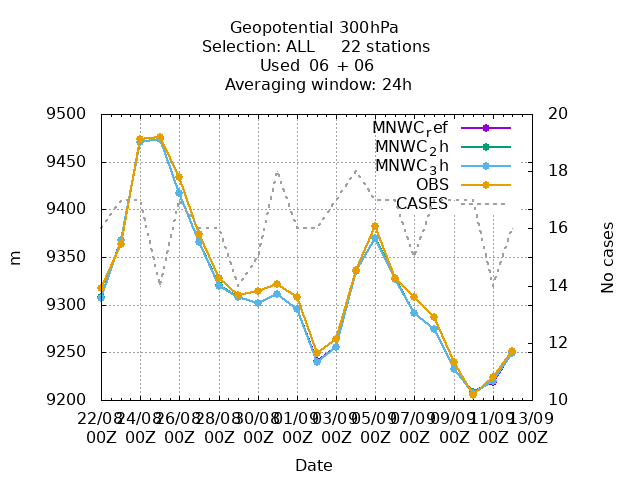 Geopotential 300hPa
Selection: ALL 22 stations
Used 06 + 06
Averaging window: 24h
9500
9450
9400
9350
9300
9250
9200
m
20
18
16
14
12
10
No cases
MNWCref
MNWC2h
MNWC3h
OBS
CASES
22/08 24/08 26/08 28/08 30/08 01/09 03/09 05/09 07/09 09/09 11/09 13/09
00Z 00Z 00Z 00Z 00Z 00Z 00Z 00Z 00Z 00Z 00Z 00Z
Date